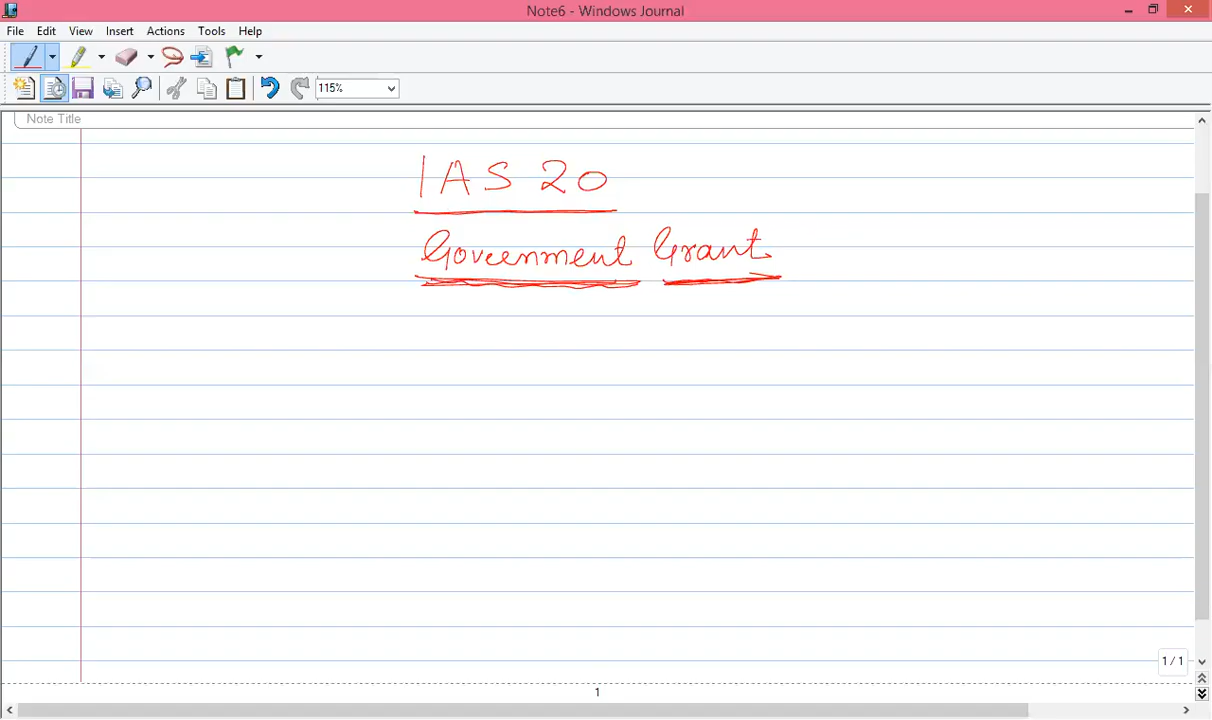 Note6 - Windows Journal
File Edit View Insert Actions Tools Help
115%
Note Title
IAS 20
Government Grant
1 / 1
1